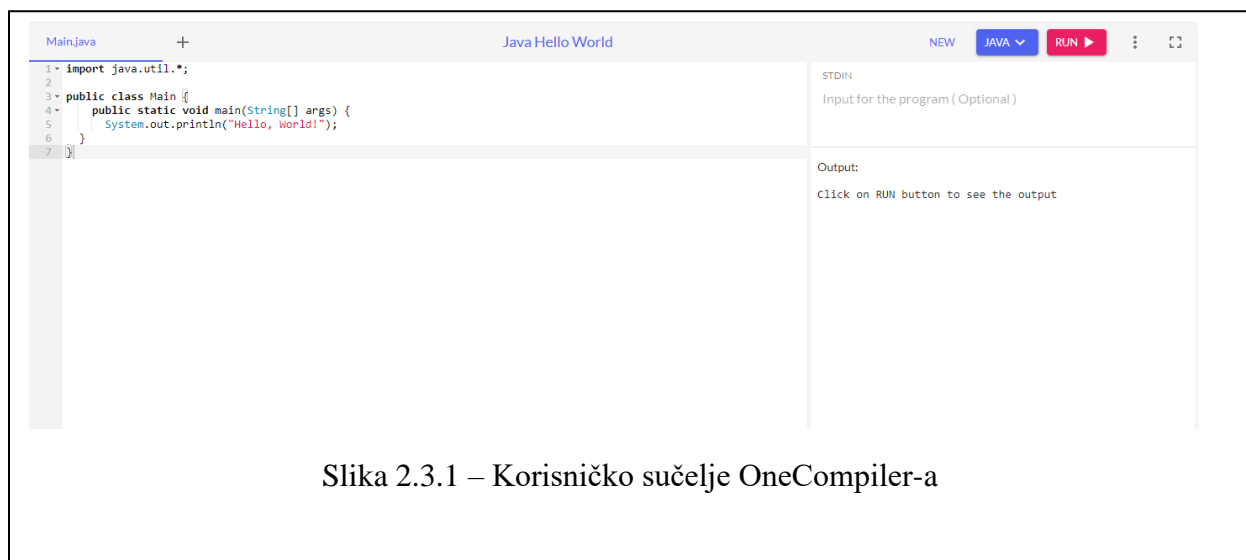 Main.java + Java Hello World NEW JAVA RUN
1 import java.util.*;
2
3 public class Main {
4 public static void main(String[] args) {
5 System.out.println("Hello, World!");
6 }
7 }
STDIN
Input for the program ( Optional )
Output:
Click on RUN button to see the output
Slika 2.3.1 – Korisničko sučelje OneCompiler-a